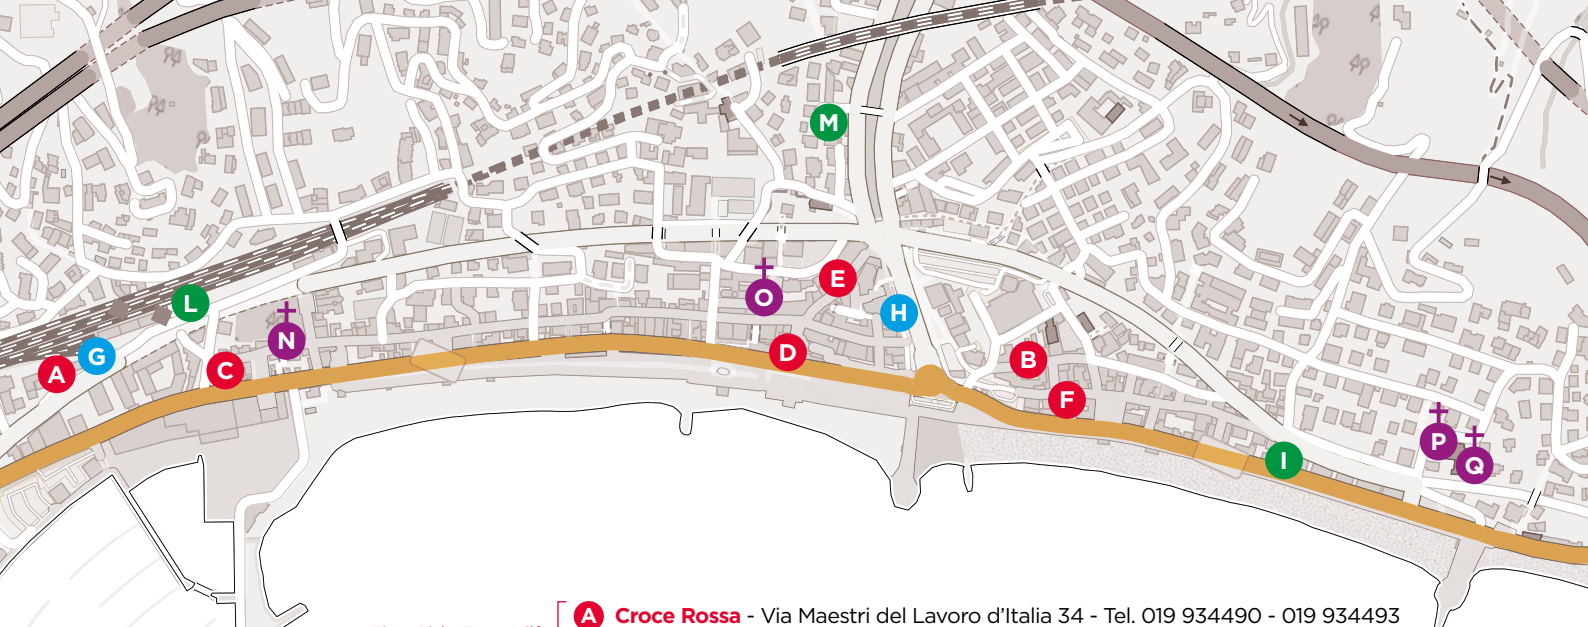 M
L
E
O
H
N
G
A
C
D
B
F
P
Q
I
A Croce Rossa - Via Maestri del Lavoro d’Italia 34 - Tel. 019 934490 - 019 934493